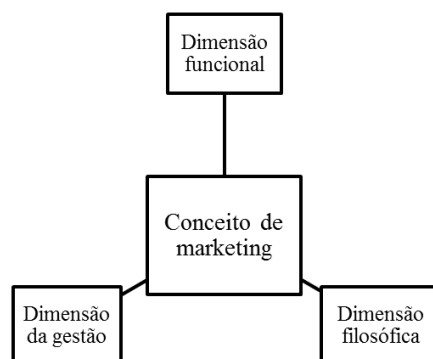 Dimensão
funcional
Conceito de
marketing
Dimensão
da gestão
Dimensão
filosófica